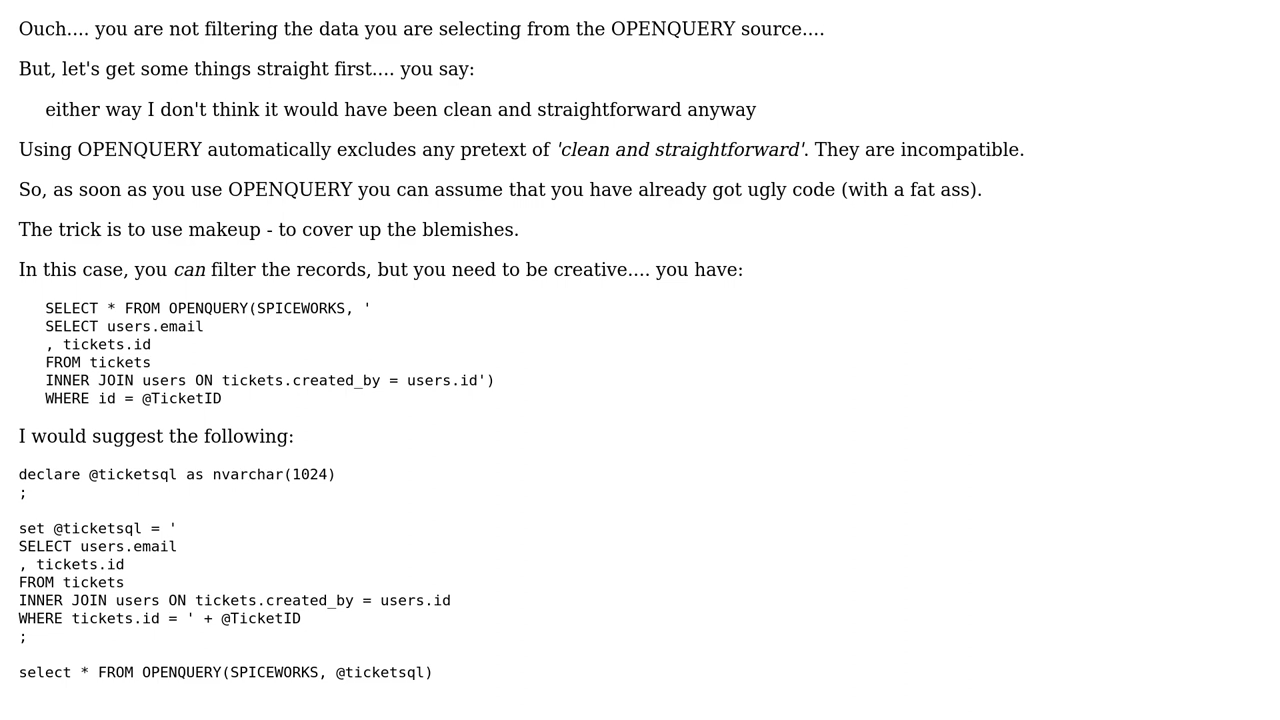 Ouch.... you are not filtering the data you are selecting from the OPENQUERY source....
But, let's get some things straight first.... you say:
either way I don't think it would have been clean and straightforward anyway
Using OPENQUERY automatically excludes any pretext of 'clean and straightforward'. They are incompatible.
So, as soon as you use OPENQUERY you can assume that you have already got ugly code (with a fat ass).
The trick is to use makeup - to cover up the blemishes.
In this case, you can filter the records, but you need to be creative.... you have:
SELECT * FROM OPENQUERY(SPICEWORKS, '
SELECT users.email
, tickets.id
FROM tickets
INNER JOIN users ON tickets.created_by = users.id')
WHERE id = @TicketID
I would suggest the following:
declare @ticketsql as nvarchar(1024)
;
set @ticketsql = '
SELECT users.email
, tickets.id
FROM tickets
INNER JOIN users ON tickets.created_by = users.id
WHERE tickets.id = ' + @TicketID
;
select * FROM OPENQUERY(SPICEWORKS, @ticketsql)